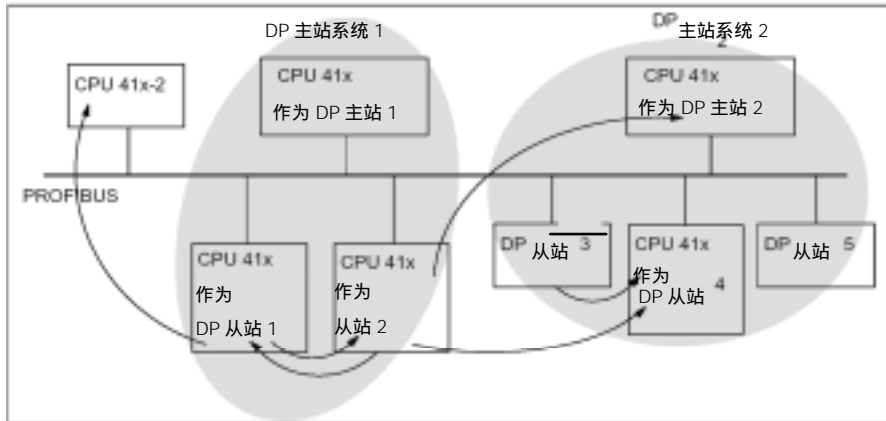 DP 主站系统 1
DP 主站系统 2
2
CPU 41x-2
CPU 41x
作为 DP 主站 1
CPU 41x
作为 DP 主站 2
PROFIBUS
CPU 41x
作为
DP 从站 1
CPU 41x
作为
从站 2
DP 从站 3
CPU 41x
作为
DP 从站 4
DP 从站 5